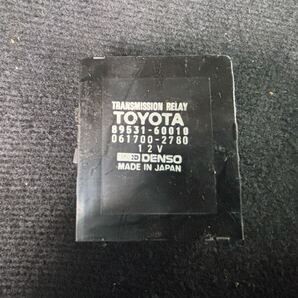 TRANSMISSION RELAY
TOYOTA
89531-60010
061700-2780
12V
DENSO
MADE IN JAPAN